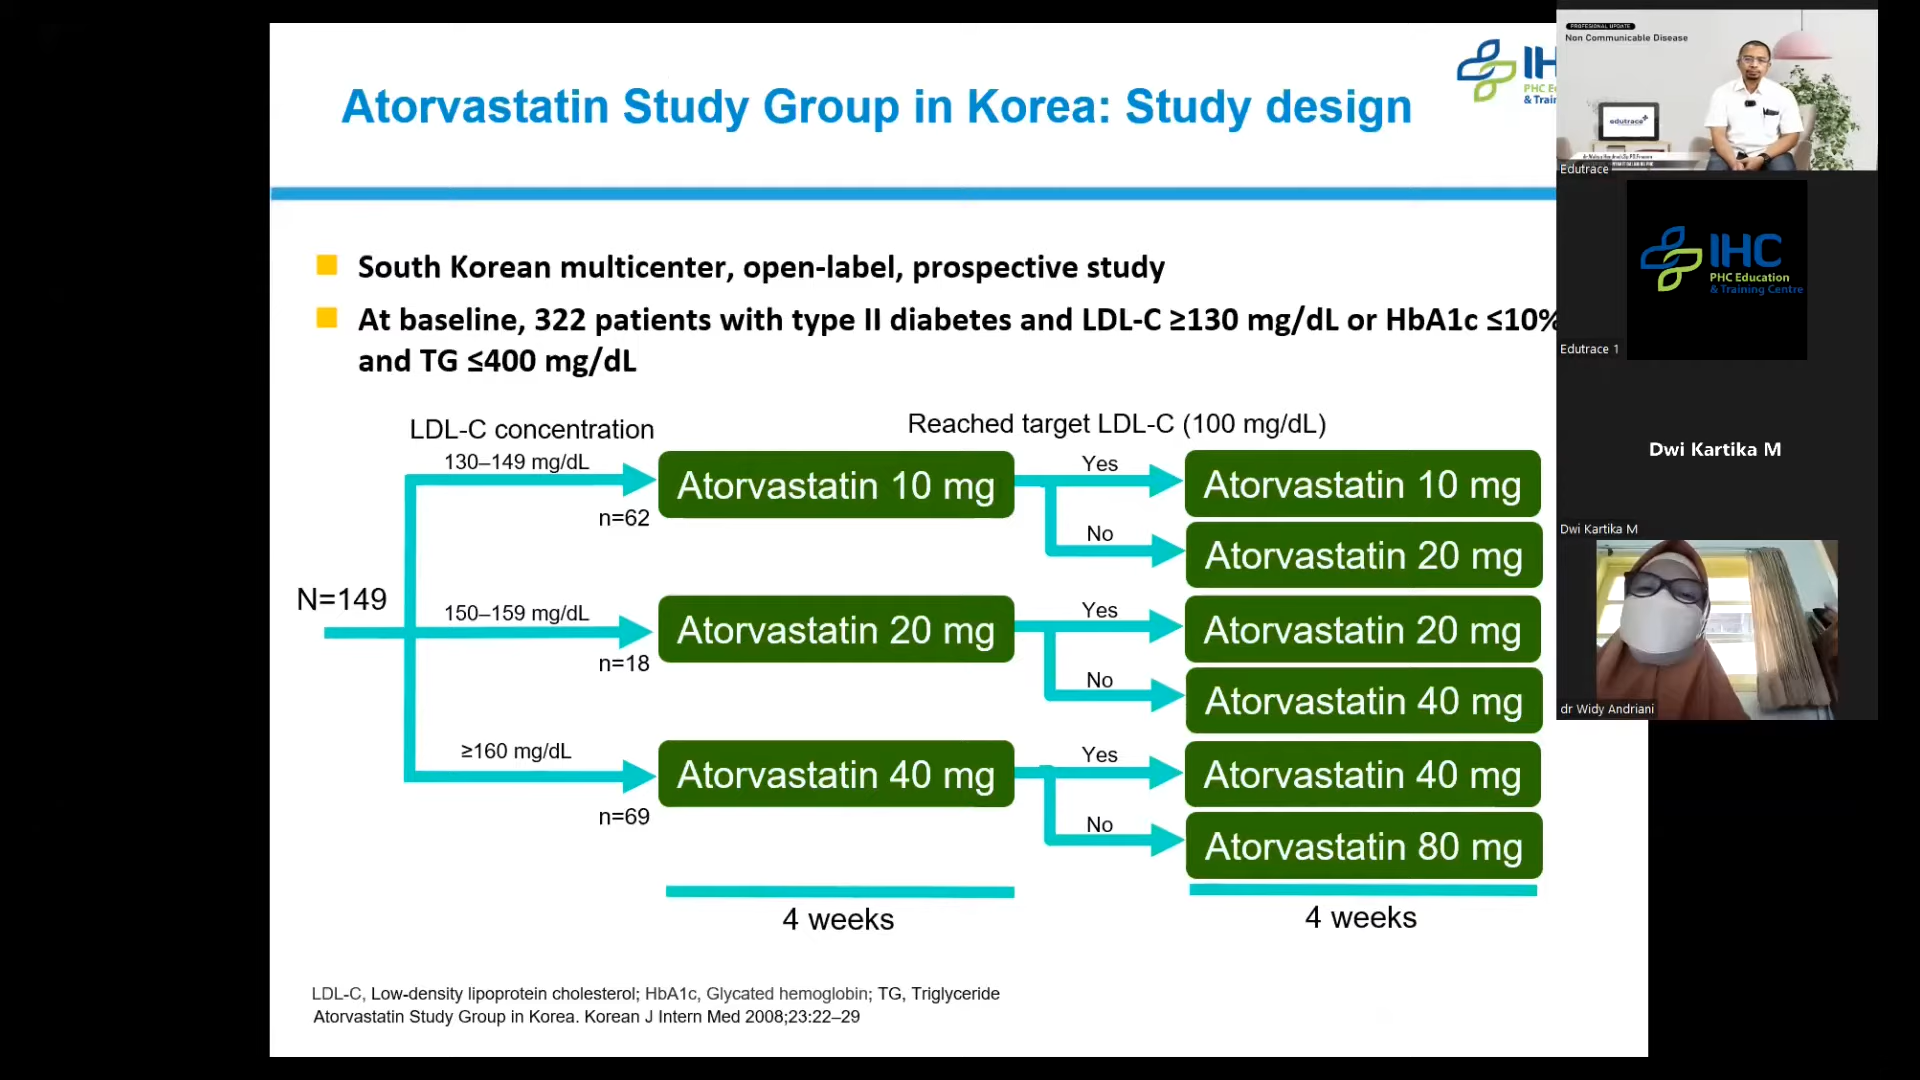 Atorvastatin Study Group in Korea: Study design
IH
PHC E
& Trai
South Korean multicenter, open-label, prospective study
At baseline, 322 patients with type II diabetes and LDL-C ≥130 mg/dL or HbA1c ≤10%
and TG ≤400 mg/dL
LDL-C concentration
Reached target LDL-C (100 mg/dL)
130–149 mg/dL
Atorvastatin 10 mg
Yes
Atorvastatin 10 mg
n=62
No
Atorvastatin 20 mg
N=149
150–159 mg/dL
Atorvastatin 20 mg
Yes
Atorvastatin 20 mg
n=18
No
Atorvastatin 40 mg
≥160 mg/dL
Atorvastatin 40 mg
Yes
Atorvastatin 40 mg
n=69
No
Atorvastatin 80 mg
4 weeks
4 weeks
LDL-C, Low-density lipoprotein cholesterol; HbA1c, Glycated hemoglobin; TG, Triglyceride
Atorvastatin Study Group in Korea. Korean J Intern Med 2008;23:22–29
PROFESIONAL UPDATE
Non Communicable Disease
edutrace
Edutrace
IHC
PHC Education
& Training Centre
Edutrace 1
Dwi Kartika M
Dwi Kartika M
dr Widy Andriani